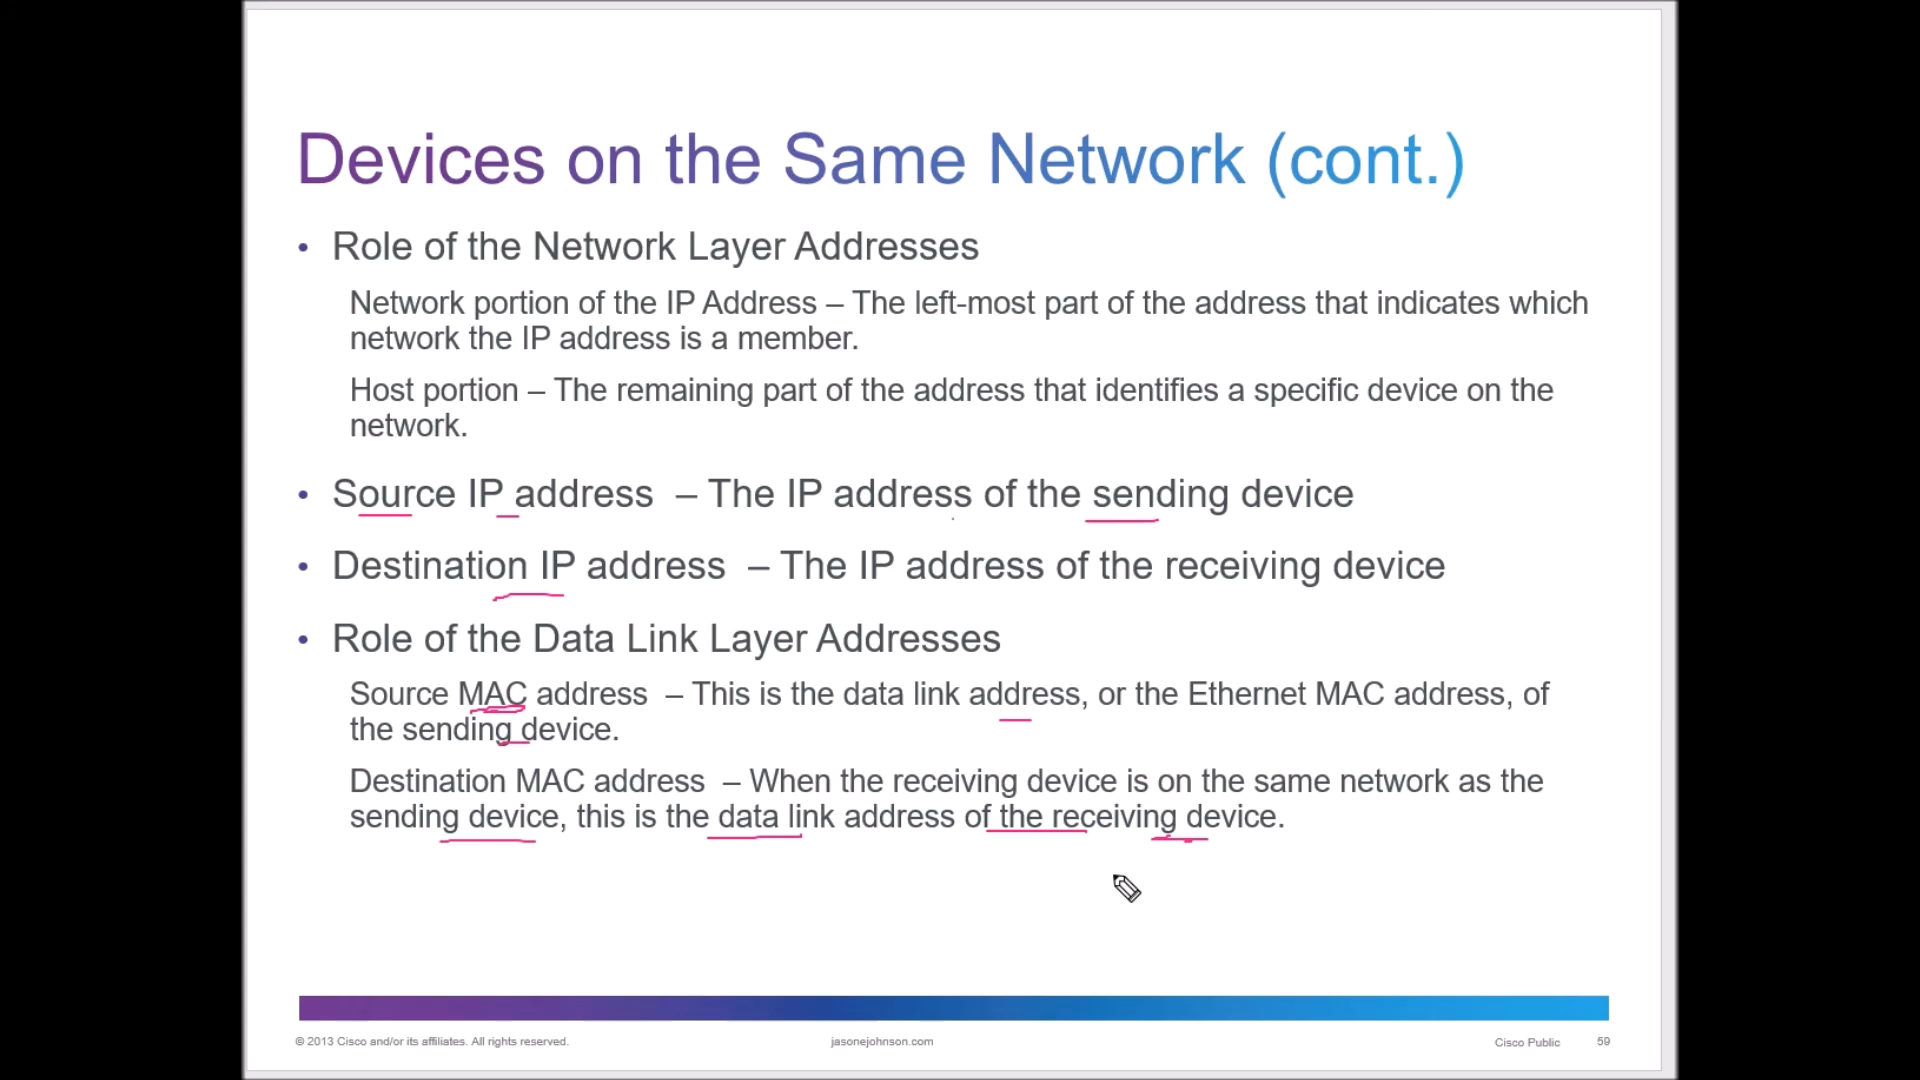 Devices on the Same Network (cont.)
• Role of the Network Layer Addresses
Network portion of the IP Address – The left-most part of the address that indicates which
network the IP address is a member.
Host portion – The remaining part of the address that identifies a specific device on the
network.
• Source IP address – The IP address of the sending device
• Destination IP address – The IP address of the receiving device
• Role of the Data Link Layer Addresses
Source MAC address – This is the data link address, or the Ethernet MAC address, of
the sending device.
Destination MAC address – When the receiving device is on the same network as the
sending device, this is the data link address of the receiving device.
© 2013 Cisco and/or its affiliates. All rights reserved. jasonejohnson.com Cisco Public 59